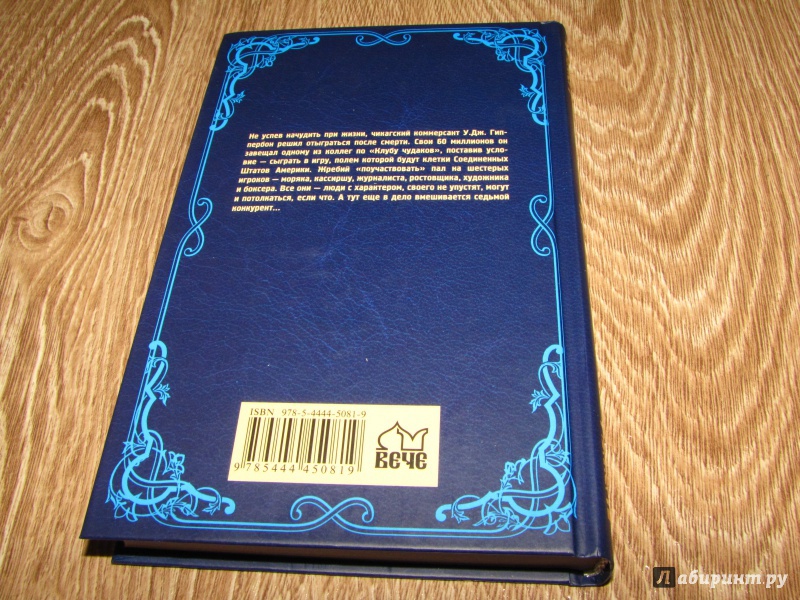 Не успев начудить при жизни, чикагский коммерсант У.Дж. Гип-
пербон решил отыграться после смерти. Свои 60 миллионов он
завещал одному из коллег по «Клубу чудаков», поставив усло-
вие — сыграть в игру, полем которой будут клетки Соединенных
Штатов Америки. Жребий «поучаствовать» пал на шестерых
игроков — моряка, кассиршу, журналиста, ростовщика, художника
и боксера. Все они — люди с характером, своего не упустят, могут
и потолкаться, если что. А тут еще в дело вмешивается седьмой
конкурент...
ISBN 978-5-4444-5081-9
9 785444 450819
ВЕЧЕ
Лабиринт.ру